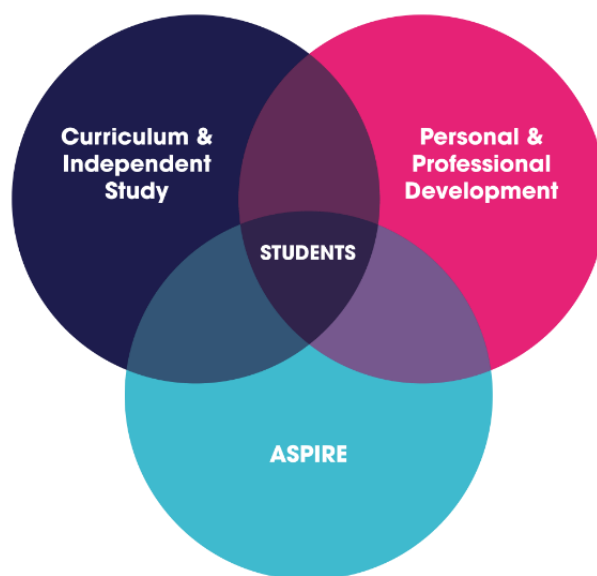 Curriculum &
Independent
Study
Personal &
Professional
Development
STUDENTS
ASPIRE